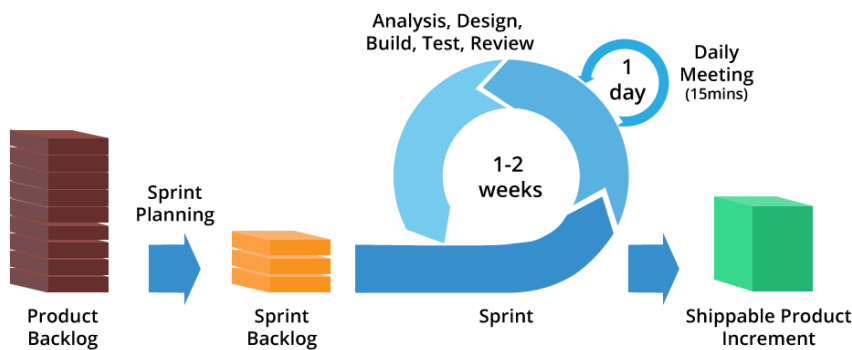 Analysis, Design,
Build, Test, Review
1
day
Daily
Meeting
(15mins)
1-2
weeks
Sprint
Planning
Product
Backlog
Sprint
Backlog
Sprint
Shippable Product
Increment